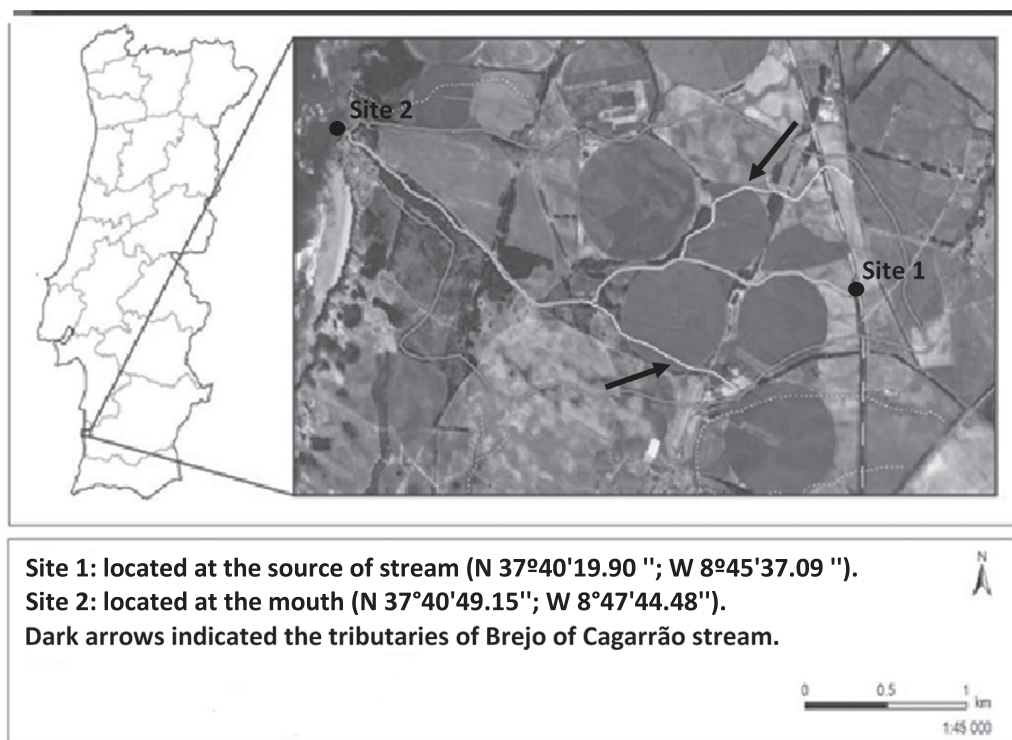 Site 2
Site 1
Site 1: located at the source of stream (N 37º40'19.90 ''; W 8º45'37.09 '').
Site 2: located at the mouth (N 37°40'49.15''; W 8°47'44.48'').
Dark arrows indicated the tributaries of Brejo of Cagarrão stream.
N
0 0.5 1
km
1:45 000